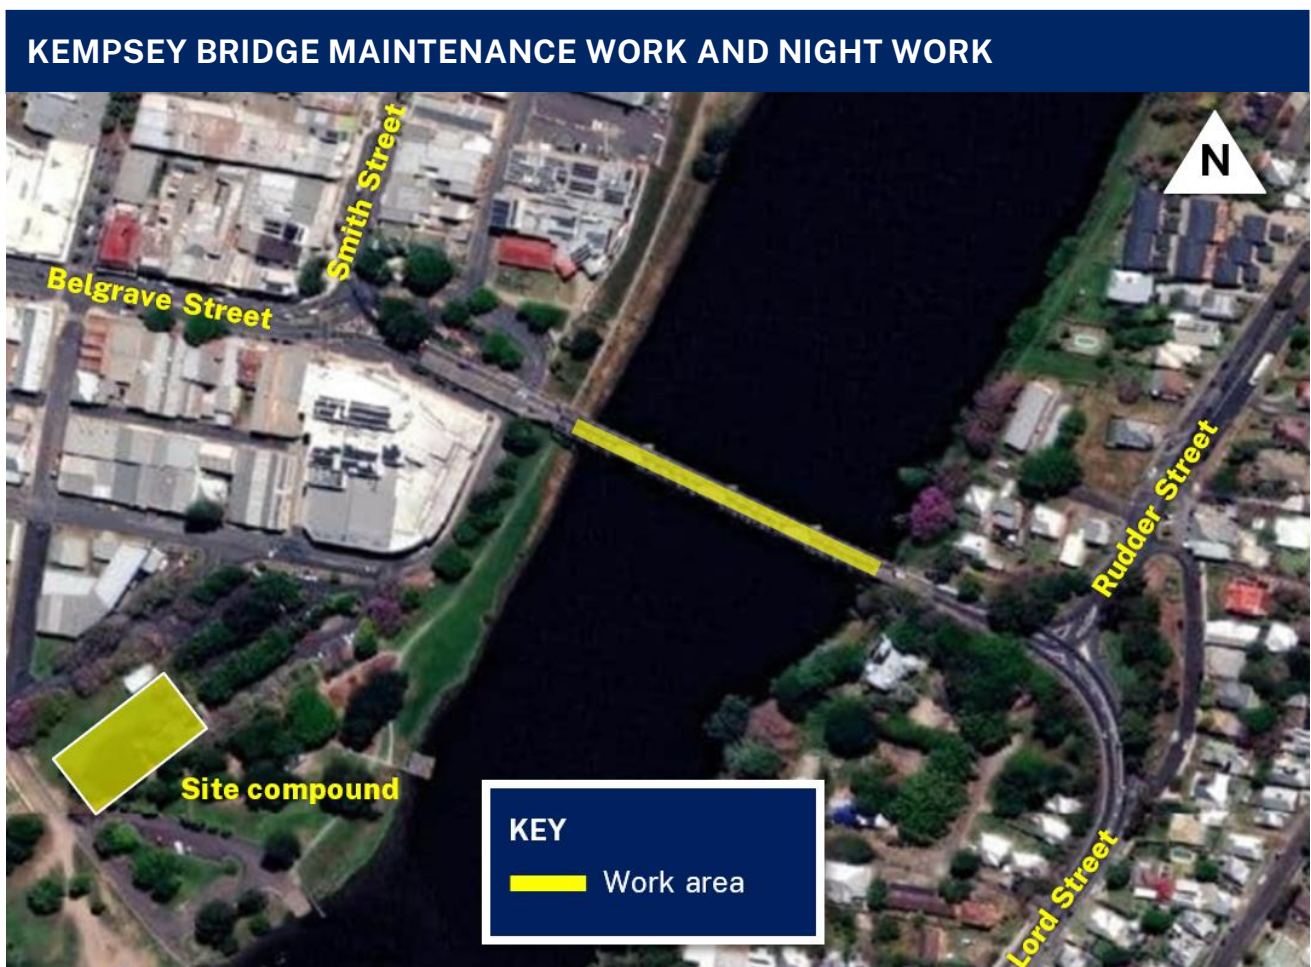 KEMPSEY BRIDGE MAINTENANCE WORK AND NIGHT WORK
N
Smith Street
Belgrave Street
Rudder Street
Site compound
KEY
Work area
Lord Street